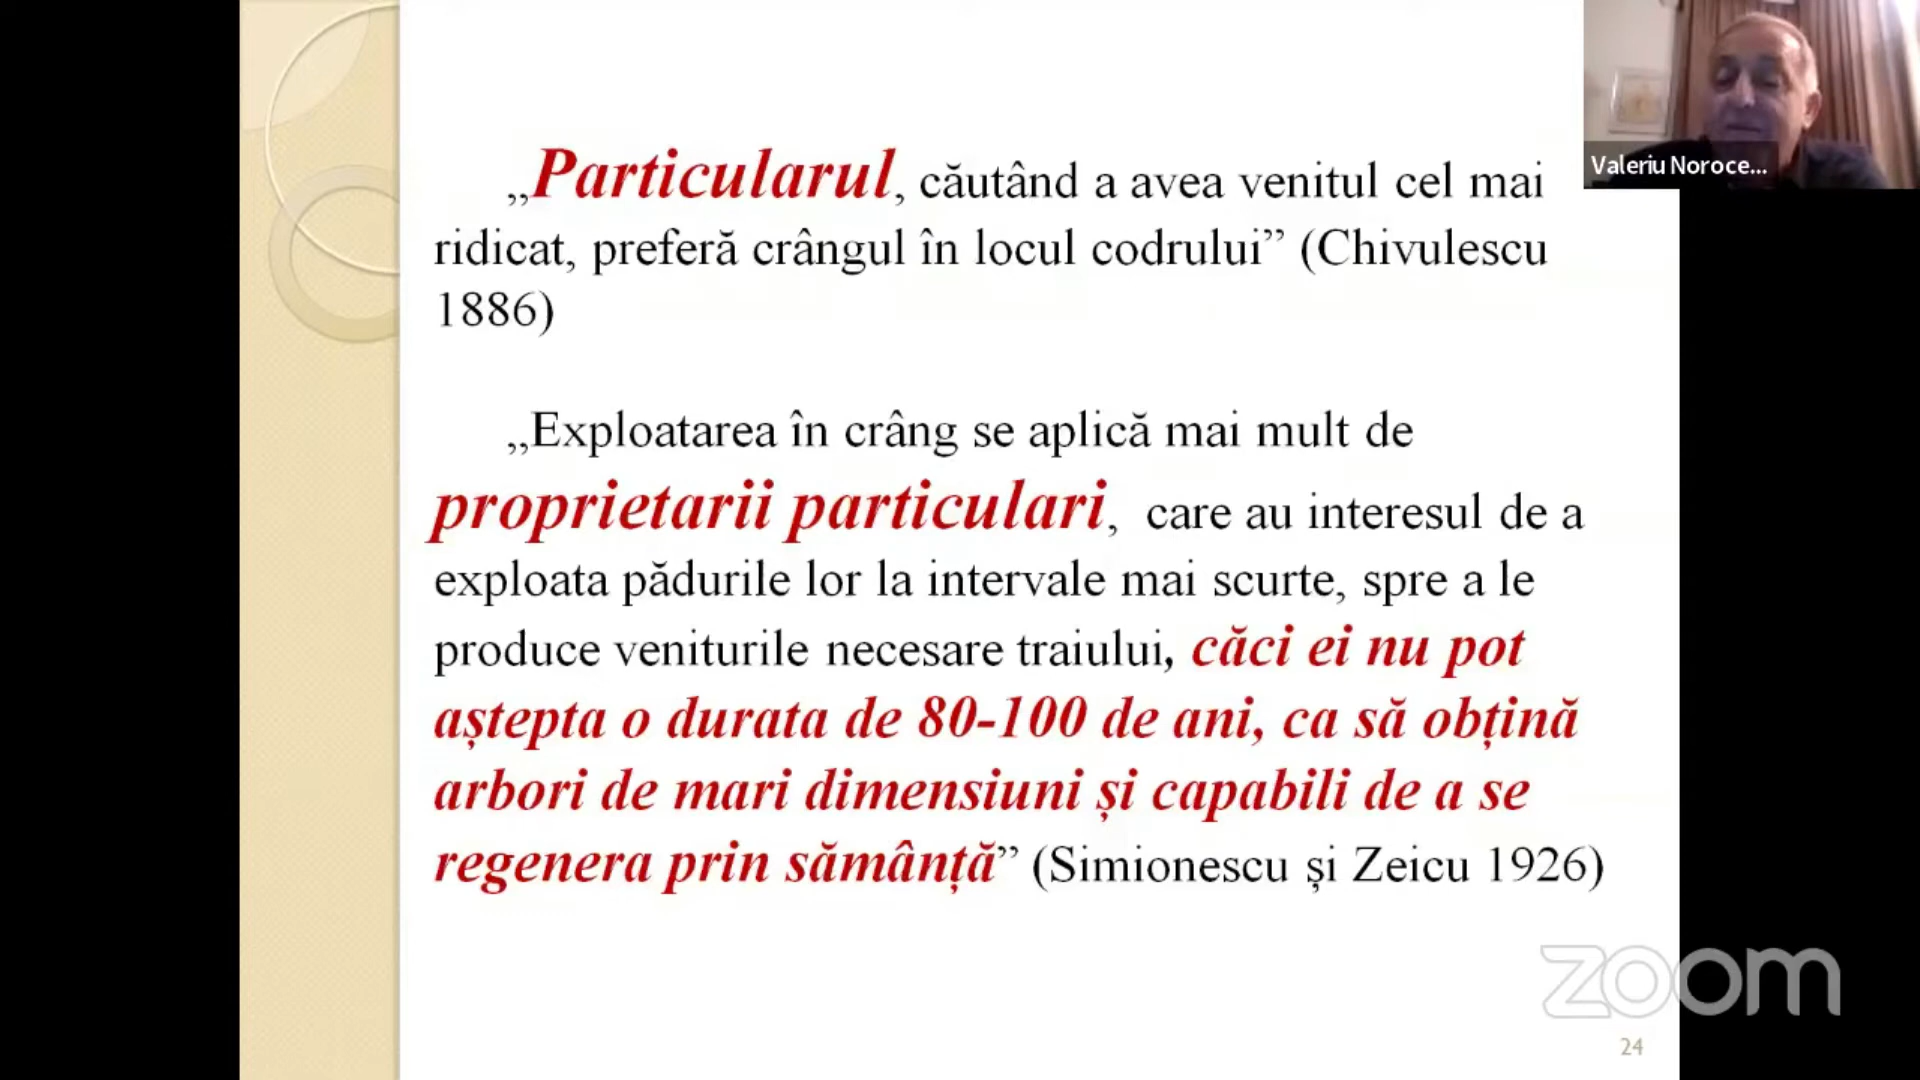 „Particularul, căutând a avea venitul cel mai
ridicat, preferă crângul în locul codrului” (Chivulescu
1886)
„Exploatarea în crâng se aplică mai mult de
proprietarii particulari, care au interesul de a
exploata pădurile lor la intervale mai scurte, spre a le
produce veniturile necesare traiului, căci ei nu pot
aștepta o durata de 80-100 de ani, ca să obțină
arbori de mari dimensiuni și capabili de a se
regenera prin sămânță” (Simionescu și Zeicu 1926)
Valeriu Noroce...
zoom
24